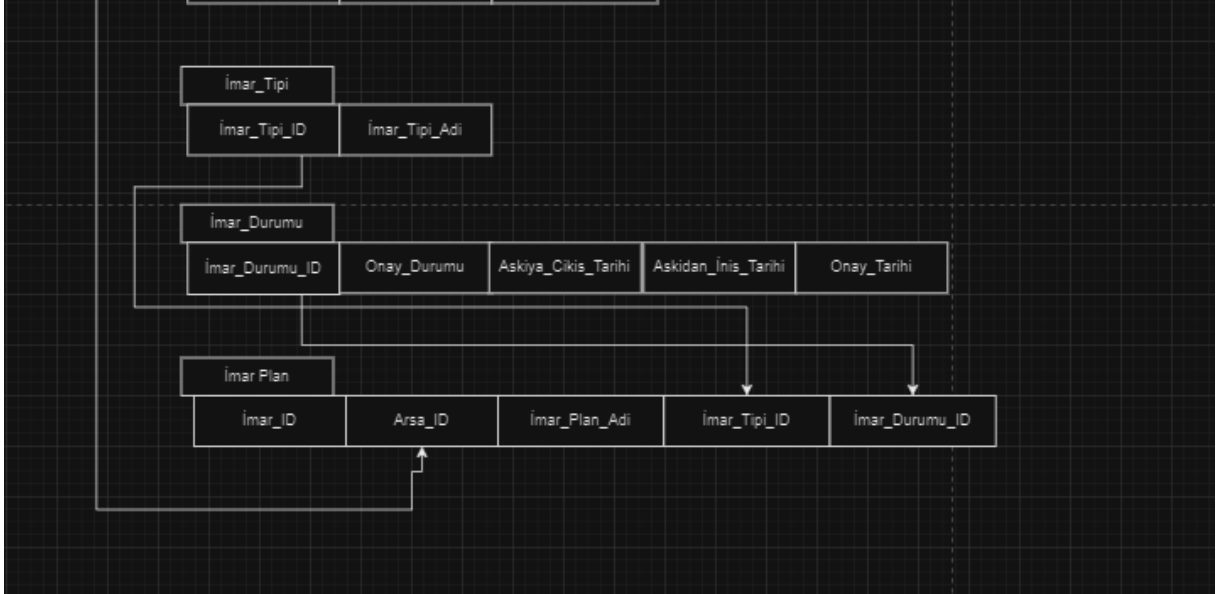 İmar_Tipi
İmar_Tipi_ID İmar_Tipi_Adi
İmar_Durumu
İmar_Durumu_ID Onay_Durumu Askiya_Cikis_Tarihi Askidan_İnis_Tarihi Onay_Tarihi
İmar Plan
İmar_ID Arsa_ID İmar_Plan_Adi İmar_Tipi_ID İmar_Durumu_ID